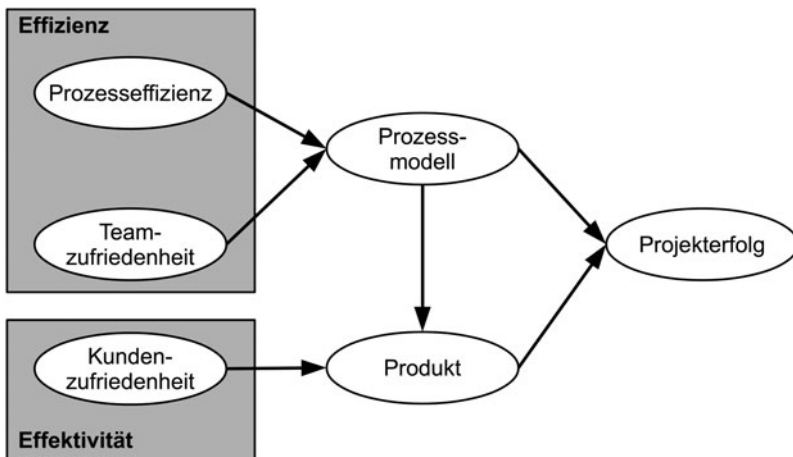 Effizienz
Prozesseffizienz
Prozess-
modell
Team-
zufriedenheit
Projekterfolg
Kunden-
zufriedenheit
Produkt
Effektivität